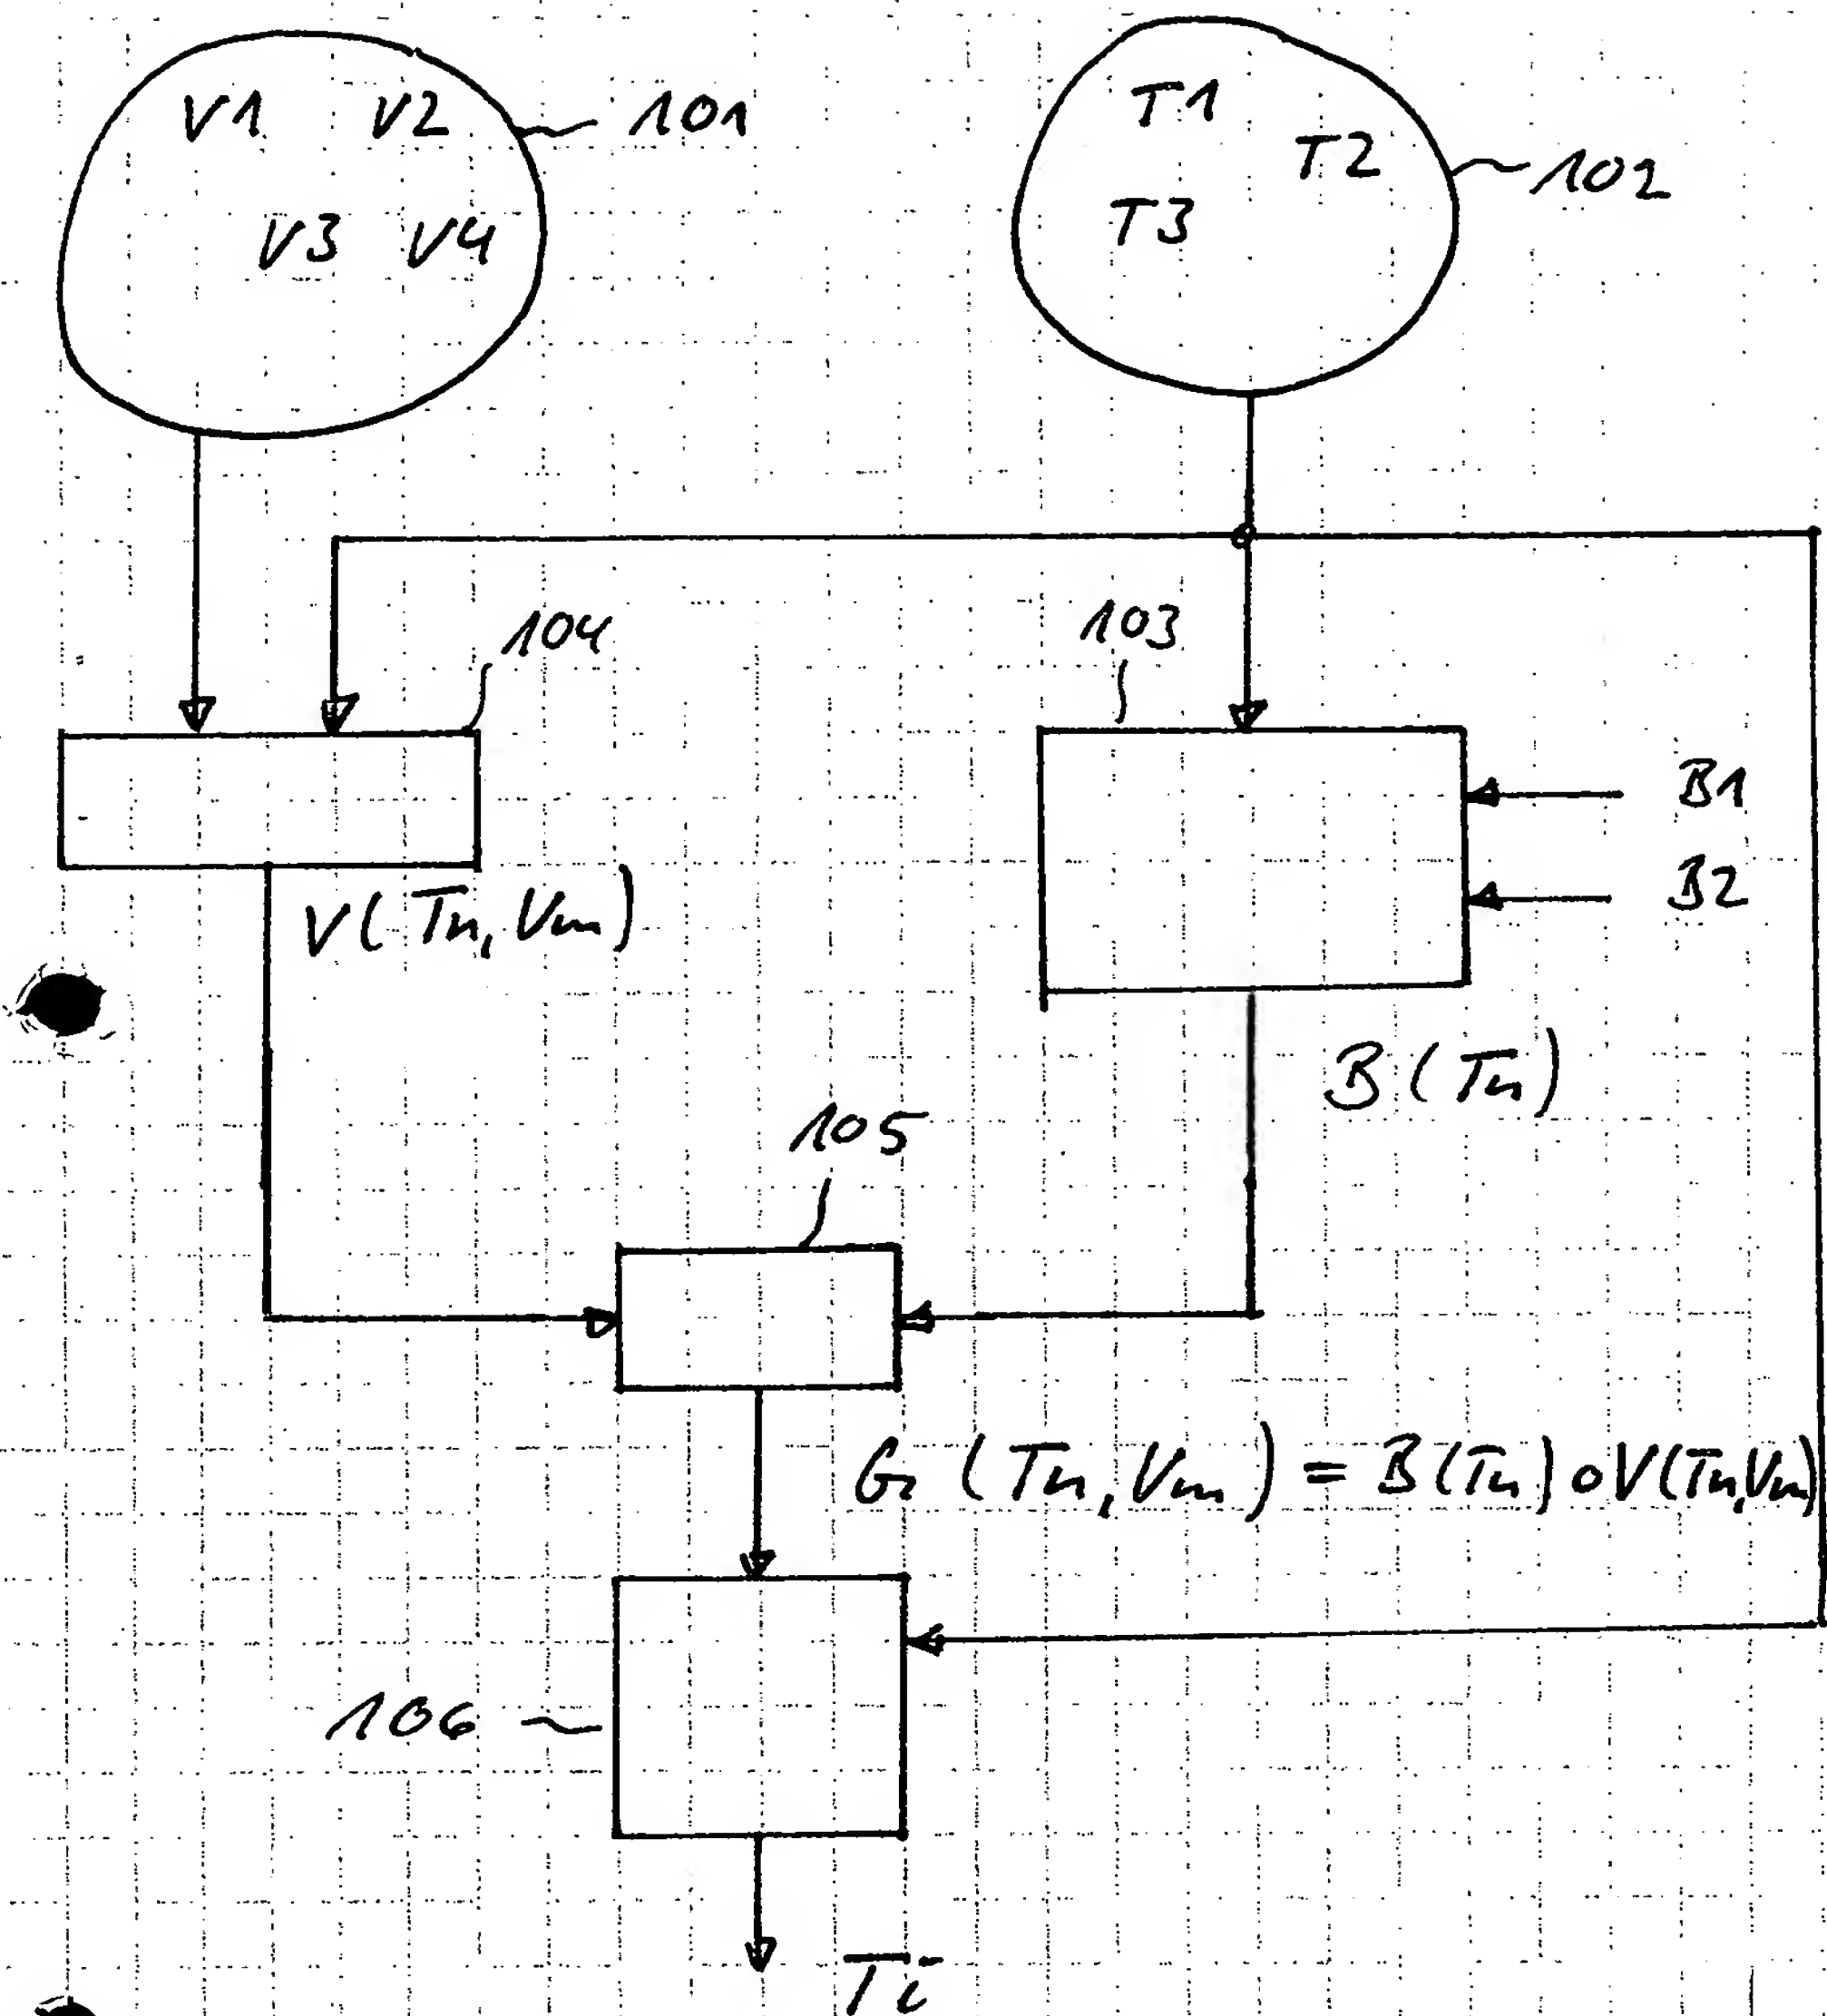 V1 V2 101
V3 V4
T1
T2 102
T3
104
103
B1
B2
V(Tn, Vm)
B(Tn)
105
G(Tn, Vm) = B(Tn) o V(Tn, Vm)
106
Ti